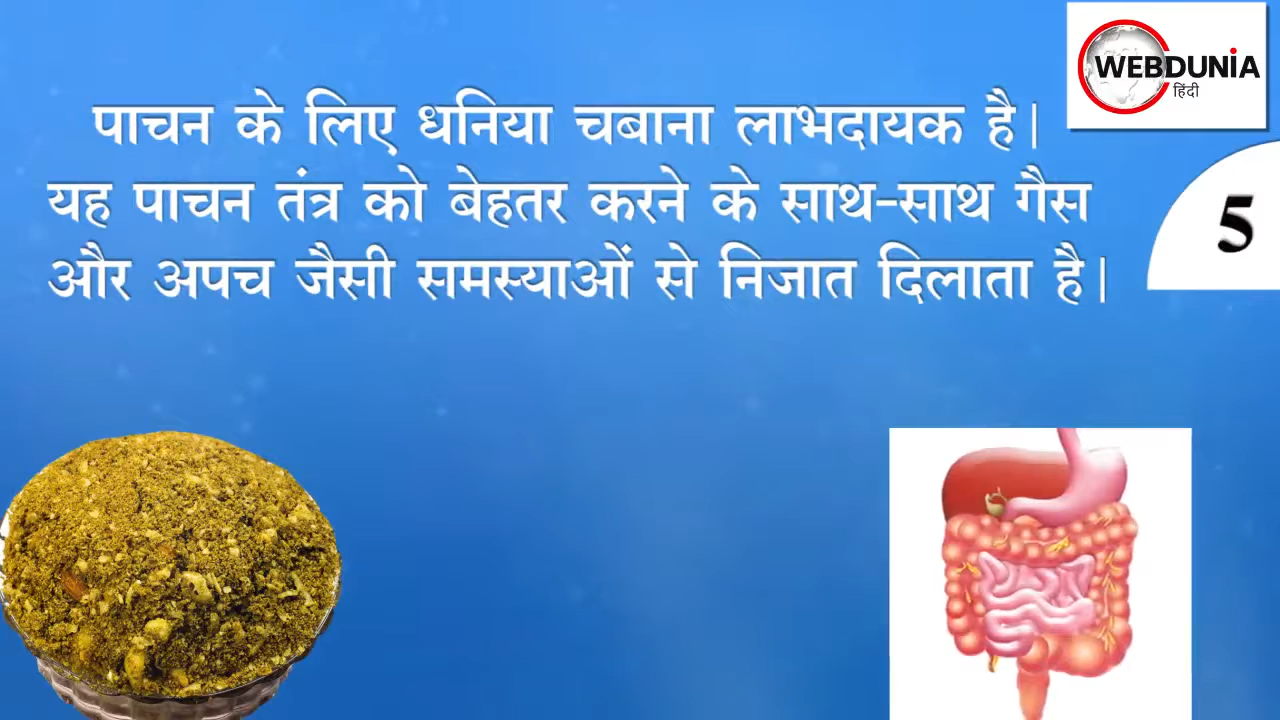 WEBDUNIA
हिंदी
पाचन के लिए धनिया चबाना लाभदायक है।
यह पाचन तंत्र को बेहतर करने के साथ-साथ गैस
और अपच जैसी समस्याओं से निजात दिलाता है।
5